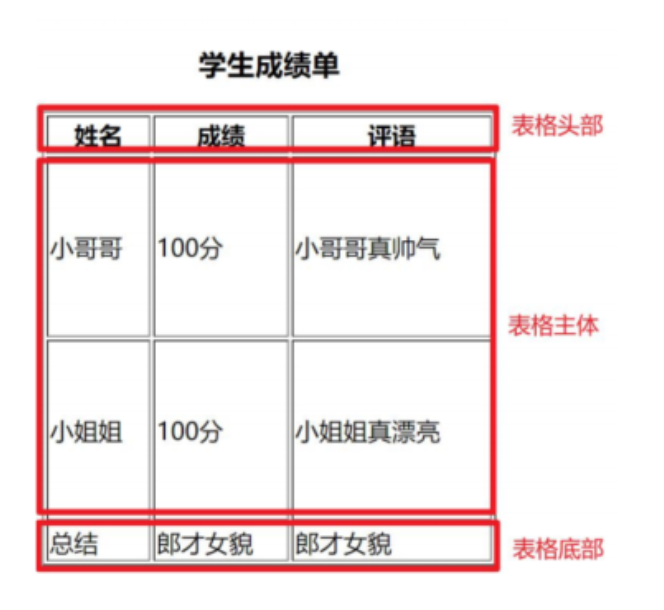 学生成绩单
姓名 成绩 评语 表格头部
小哥哥 100分 小哥哥真帅气
表格主体
小姐姐 100分 小姐姐真漂亮
总结 郎才女貌 郎才女貌 表格底部